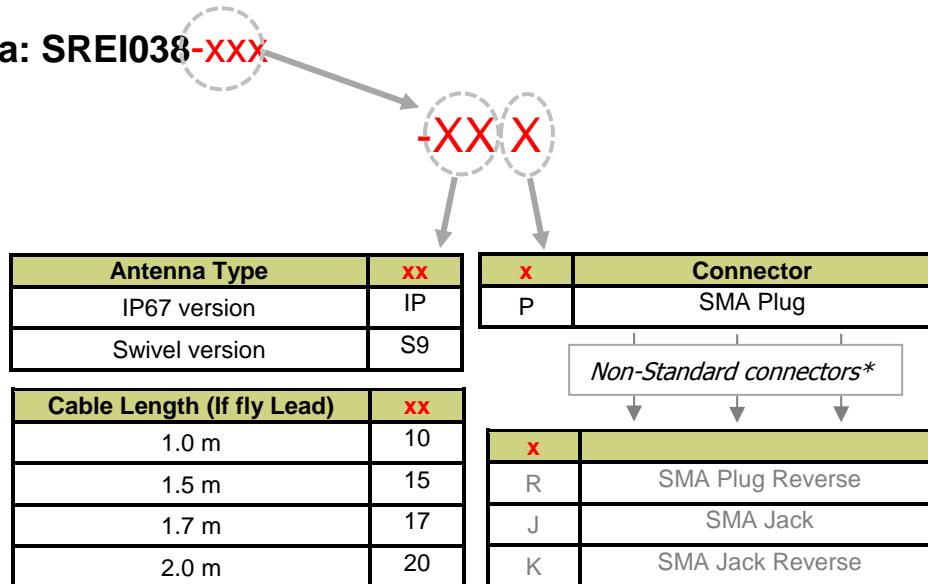 a: SREI038-xxx
-XX X
Antenna Type xx
IP67 version IP
Swivel version S9
x Connector
P SMA Plug
Non-Standard connectors*
Cable Length (If fly Lead) xx
1.0 m 10
1.5 m 15
1.7 m 17
2.0 m 20
x
R SMA Plug Reverse
J SMA Jack
K SMA Jack Reverse